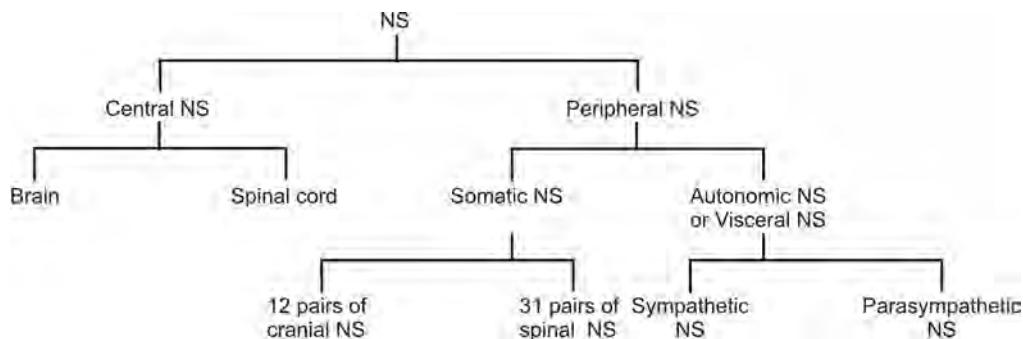 NS
Central NS
Peripheral NS
Brain
Spinal cord
Somatic NS
Autonomic NS
or Visceral NS
12 pairs of
cranial NS
31 pairs of
spinal NS
Sympathetic
NS
Parasympathetic
NS